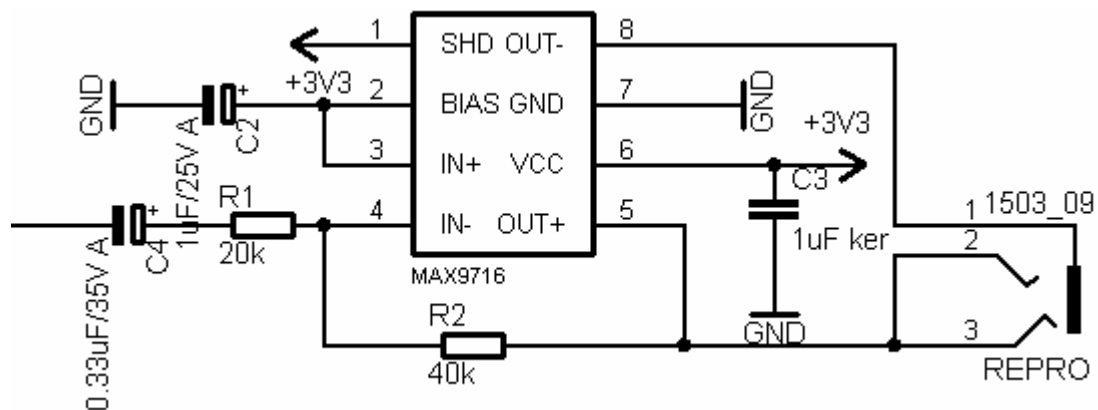 1
SHD OUT-
8
+3V3
GND
2
BIAS GND
7
GND
+3V3
C2
1uF/25V A
3
IN+ VCC
6
C3
R1
4
IN- OUT+
5
1uF ker
1
1503_09
2
C4
0.33uF/35V A
20k
MAX9716
R2
GND
3
40k
REPRO